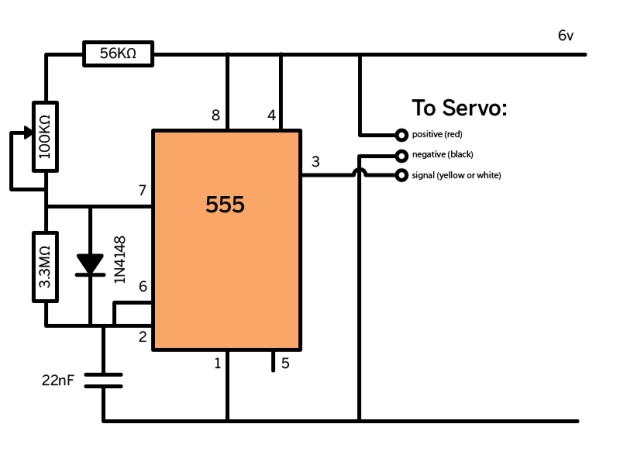 6v
56KΩ
8
4
To Servo:
positive (red)
100KΩ
negative (black)
3
signal (yellow or white)
7
555
3.3MΩ
1N4148
6
2
1
5
22nF